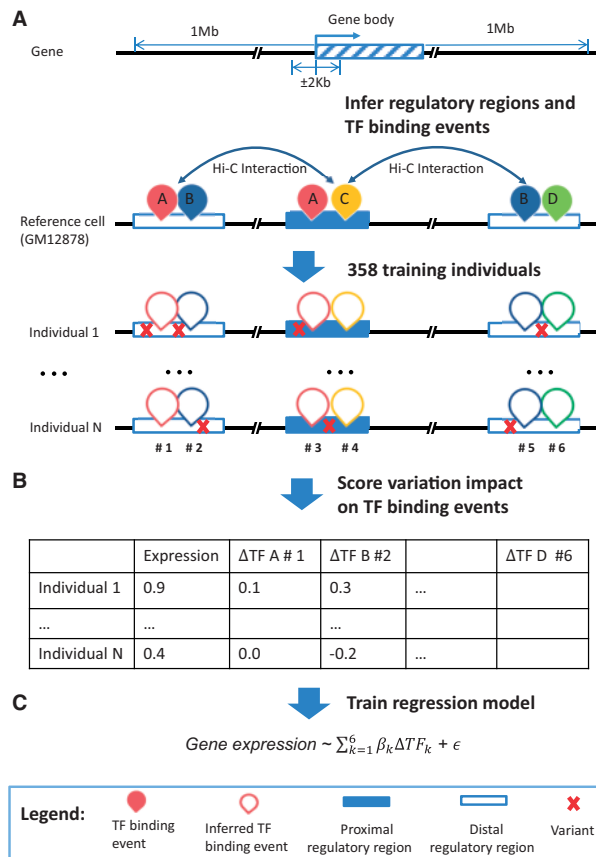 A
Gene body
1Mb
1Mb
Gene
±2Kb
Infer regulatory regions and
TF binding events
Hi-C Interaction
Hi-C Interaction
A B A C B D
Reference cell
(GM12878)
358 training individuals
Individual 1
... ... ... ...
Individual N
# 1 # 2 # 3 # 4 # 5 # 6
B
Score variation impact
on TF binding events
Expression ΔTF A # 1 ΔTF B #2 ΔTF D #6
Individual 1 0.9 0.1 0.3 ...
... ... ...
Individual N 0.4 0.0 -0.2 ...
C
Train regression model
Gene expression ~ ∑_{k=1}^{6} β_k ΔTF_k + ϵ
Legend:
TF binding
event
Inferred TF
binding event
Proximal
regulatory region
Distal
regulatory region
Variant